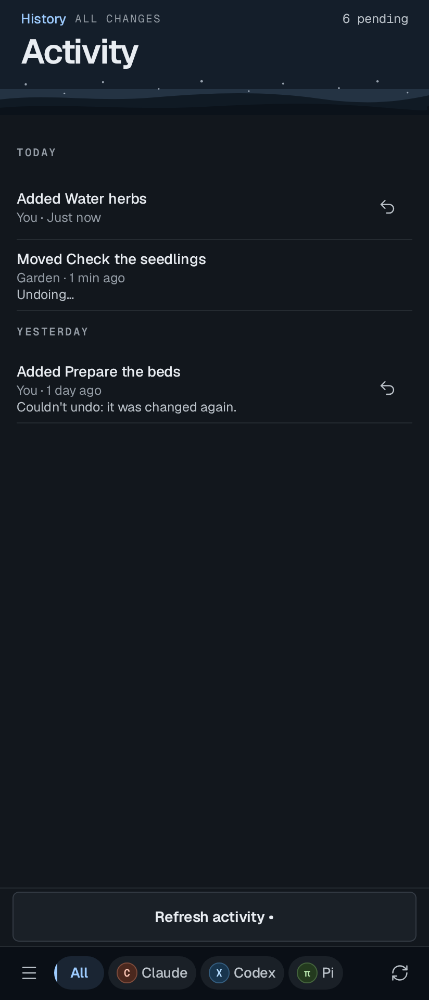 History ALL CHANGES 6 pending
Activity
TODAY
Added Water herbs
You · Just now
Moved Check the seedlings
Garden · 1 min ago
Undoing…
YESTERDAY
Added Prepare the beds
You · 1 day ago
Couldn't undo: it was changed again.
Refresh activity •
All C Claude X Codex π Pi